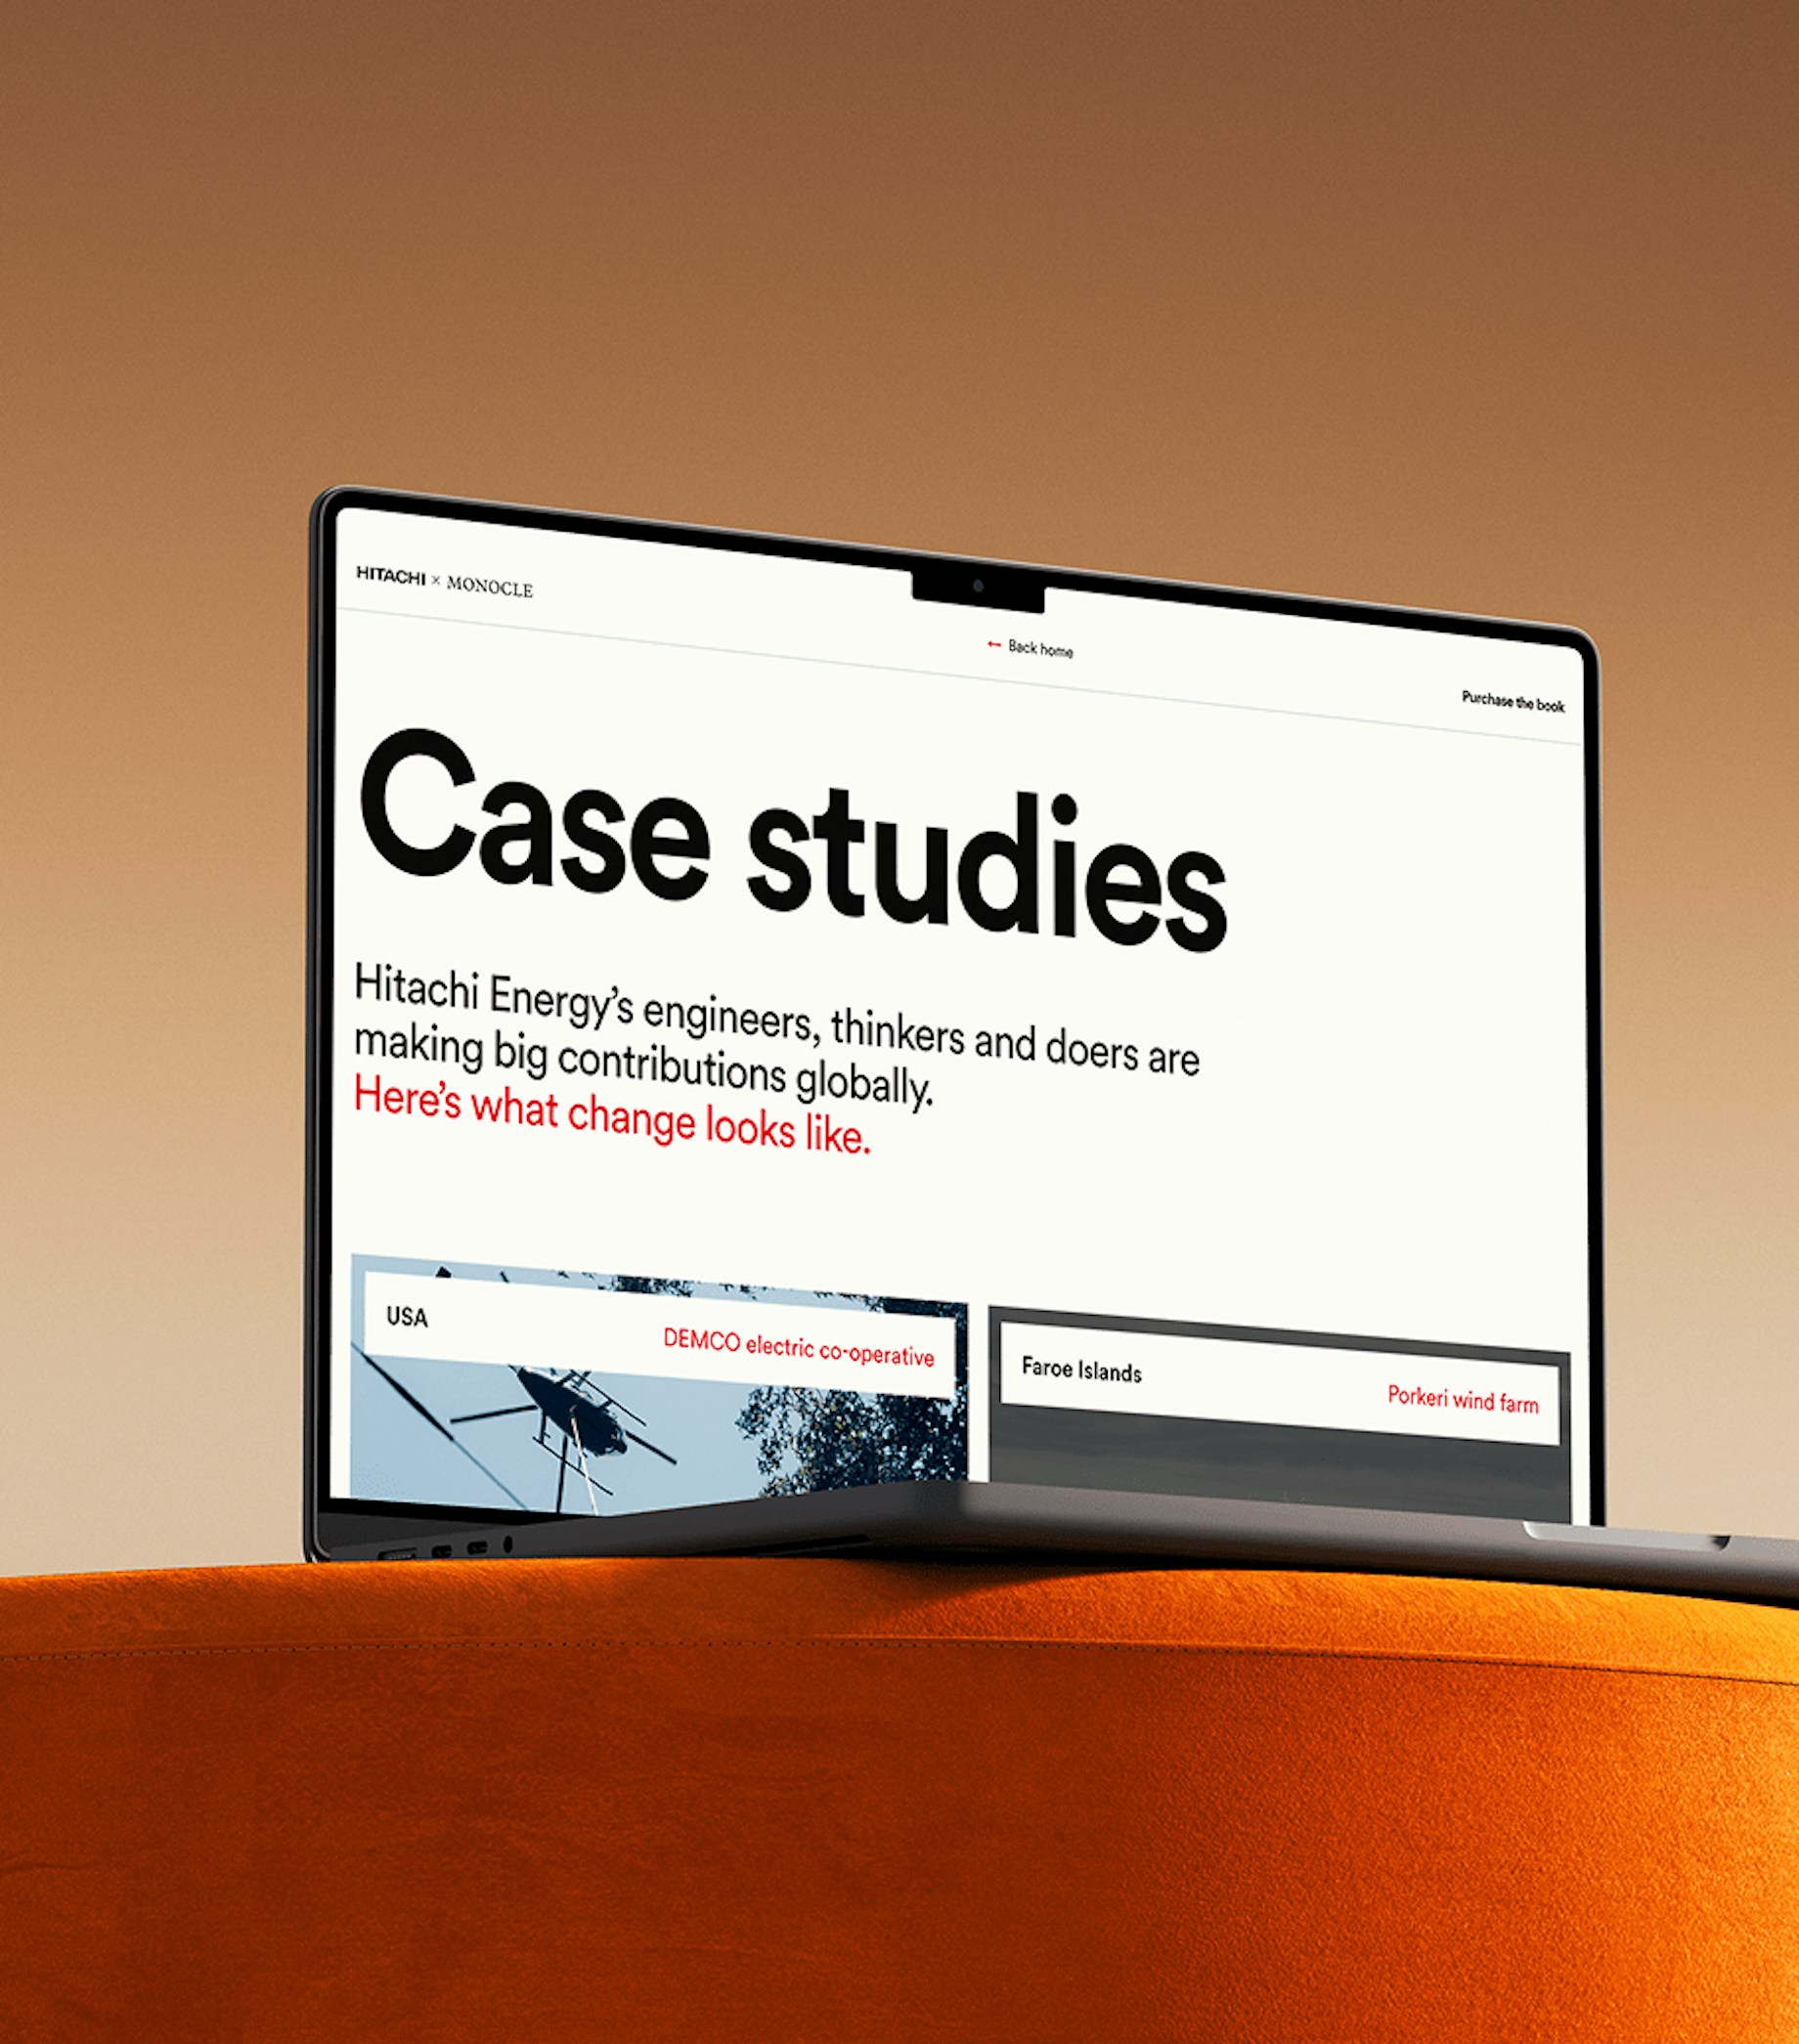 HITACHI × MONOCLE
← Back home
Purchase the book
Case studies
Hitachi Energy’s engineers, thinkers and doers are
making big contributions globally.
Here’s what change looks like.
USA
DEMCO electric co-operative
Faroe Islands
Porkeri wind farm